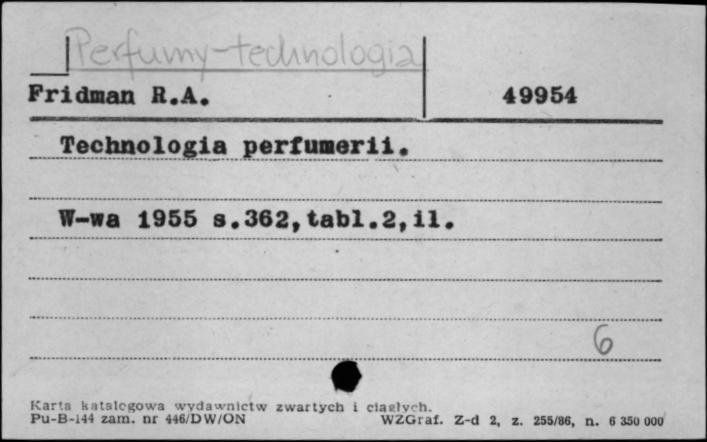 Perfumy-technologia
Fridman R.A. 49954
Technologia perfumerii.
W-wa 1955 s.362,tabl.2,il.
6
Karta katalogowa wydawnictw zwartych i ciągłych.
Pu-B-144 zam. nr 446/DW/ON WZGraf. Z-d 2, z. 255/86, n. 6 350 000